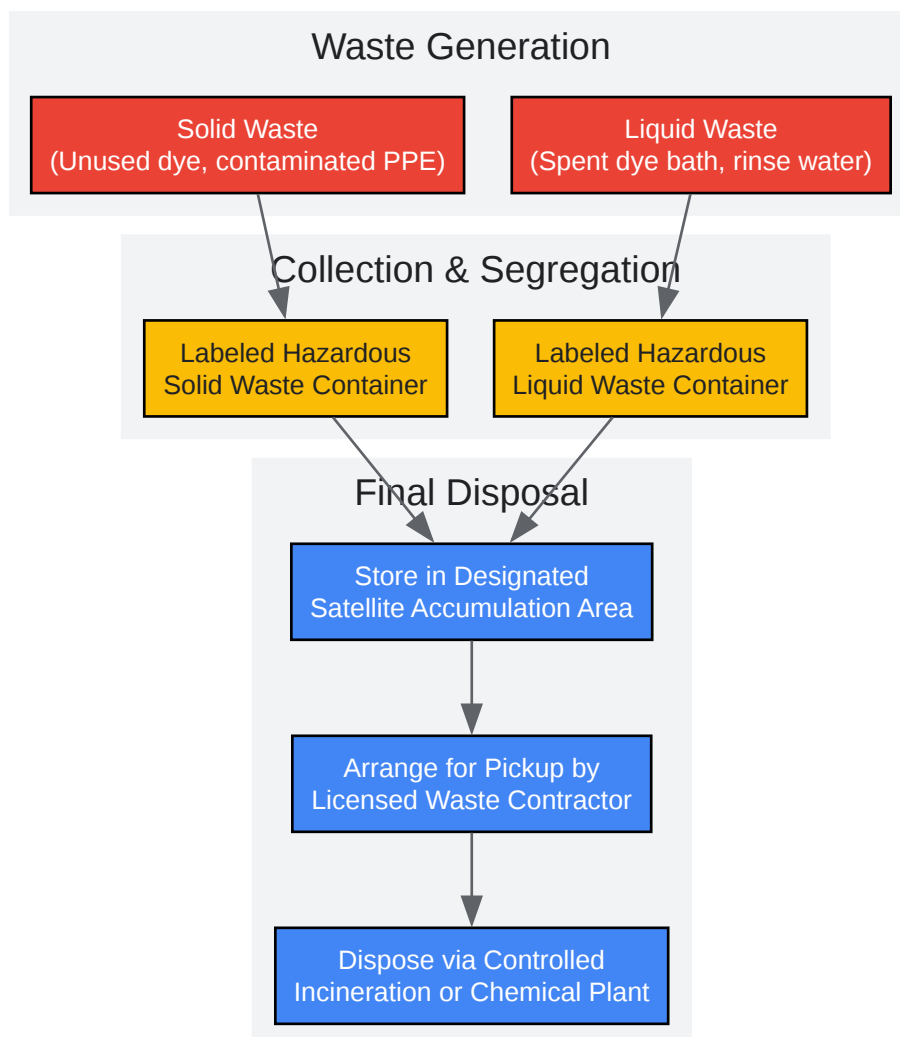 Waste Generation
Solid Waste
(Unused dye, contaminated PPE)
Liquid Waste
(Spent dye bath, rinse water)
Collection & Segregation
Labeled Hazardous
Solid Waste Container
Labeled Hazardous
Liquid Waste Container
Final Disposal
Store in Designated
Satellite Accumulation Area
Arrange for Pickup by
Licensed Waste Contractor
Dispose via Controlled
Incineration or Chemical Plant